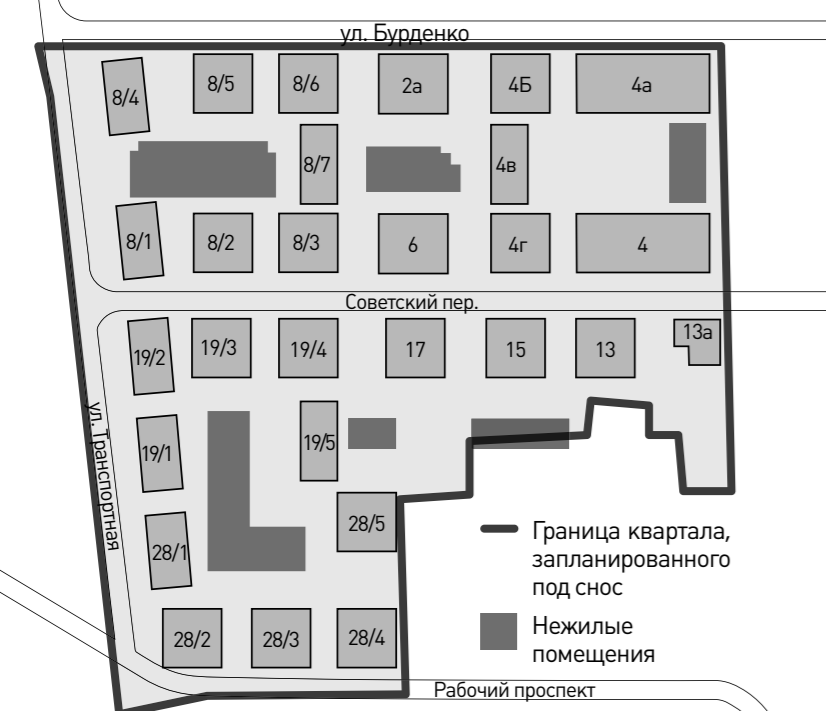 ул. Бурденко
8/4
8/5
8/6
2а
4Б
4а
8/7
4в
8/1
8/2
8/3
6
4г
4
Советский пер.
19/2
19/3
19/4
17
15
13
13а
ул. Транспортная
19/1
19/5
28/1
28/5
28/2
28/3
28/4
Граница квартала,
запланированного
под снос
Нежилые
помещения
Рабочий проспект